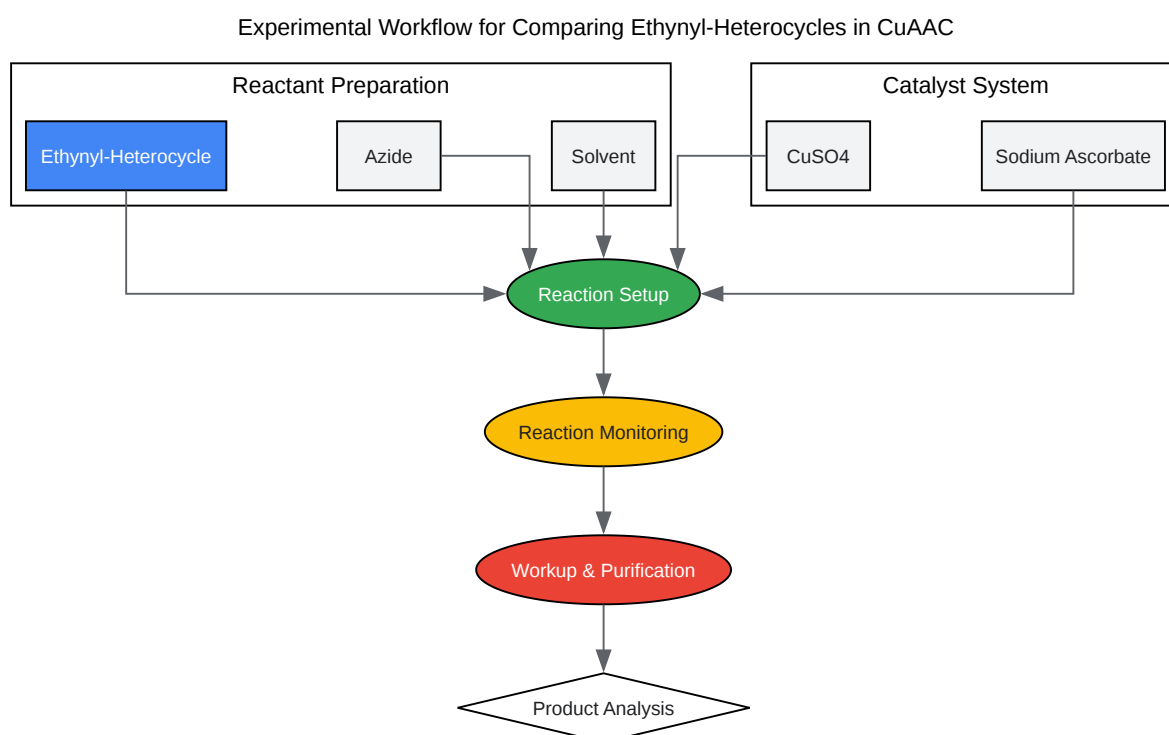 Experimental Workflow for Comparing Ethynyl-Heterocycles in CuAAC
Reactant Preparation
Catalyst System
Ethynyl-Heterocycle
Azide
Solvent
CuSO4
Sodium Ascorbate
Reaction Setup
Reaction Monitoring
Workup & Purification
Product Analysis